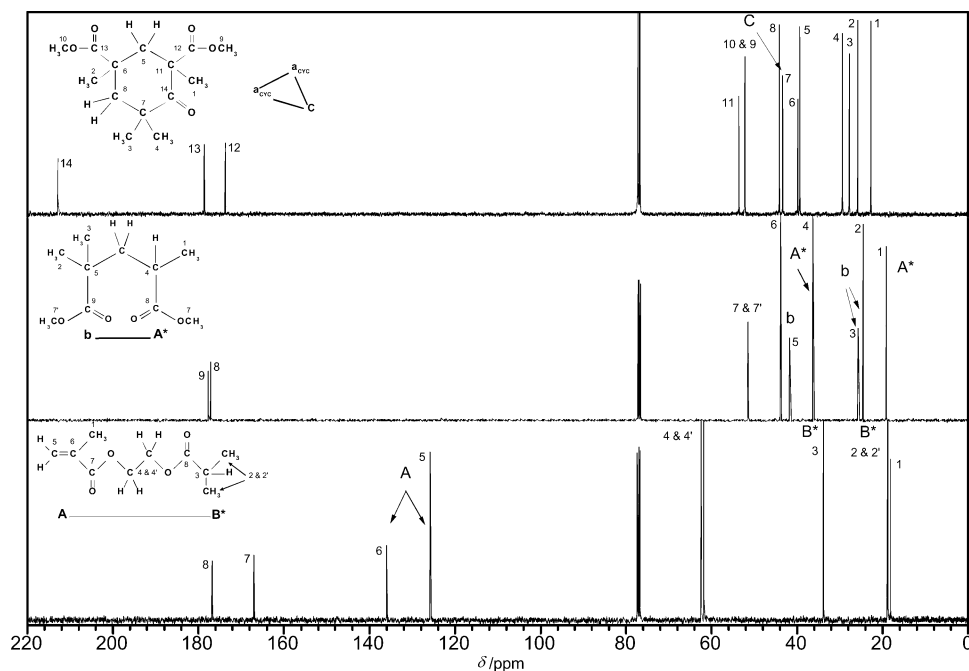 H H
O O
10 9
H₃CO C 13 5 12 C OCH₃
C
2 6 11
H₃C C C CH₃
8 14 1
H C C
H 7 O
C
H₃C CH₃
3 4
a CYC
a CYC
C
14
13
12
11
10 & 9
C
8
7
6
5
4
3
2
1
3
H₃C H H H 1
H₃C C C C CH₃
2 5 4
7' 9 8 7
H₃CO C O O C OCH₃
b A*
9
8
7 & 7'
6
b
5
4
A*
3
b
2
1
A*
CH₃
H 5 6 H H O
H C C O C C 8 CH₃
7 C 4 & 4' O 3 H 2 & 2'
O H H CH₃
A B*
8
7
6
A
5
4 & 4'
B*
3
B*
2 & 2'
1
220 200 180 160 140 120 100 80 60 40 20 0
δ /ppm